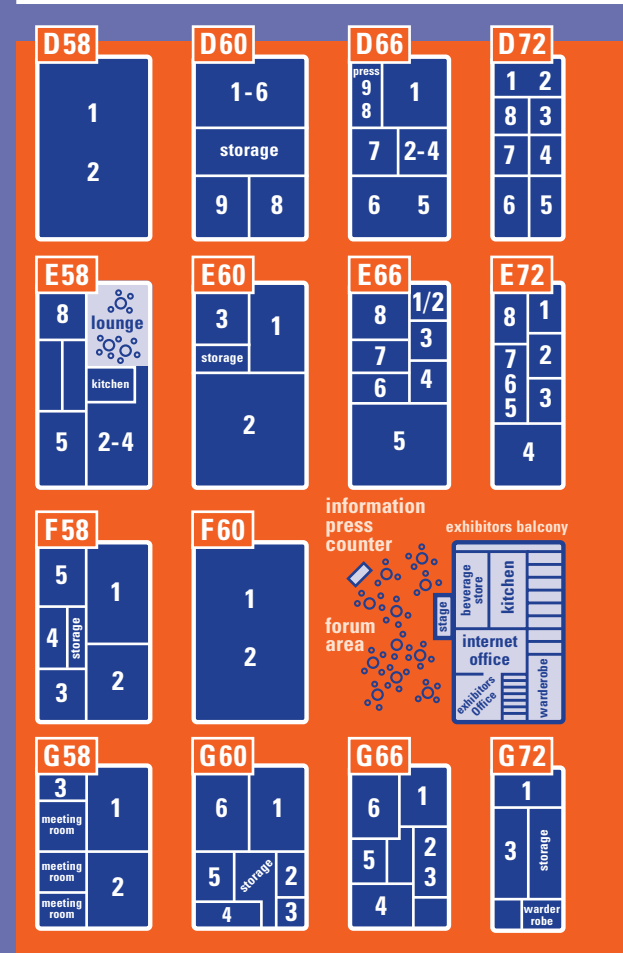 D58
1
2
D60
1-6
storage
9 8
D66
press
9
8
1
7 2-4
6 5
D72
1 2
8 3
7 4
6 5
E58
8
lounge
kitchen
5 2-4
E60
3 1
storage
2
E66
8 1/2
3
7
6 4
5
E72
8 1
7 2
6
5 3
4
F58
5 1
4 storage
3 2
F60
1
2
information
press
counter
forum
area
exhibitors balcony
beverage
store
kitchen
stage
internet
office
exhibitors
Office
warderobe
G58
3
1
meeting
room
meeting
room
2
meeting
room
G60
6 1
5 storage 2
4 3
G66
6 1
5 2
3
4
G72
1
3 storage
warder
robe